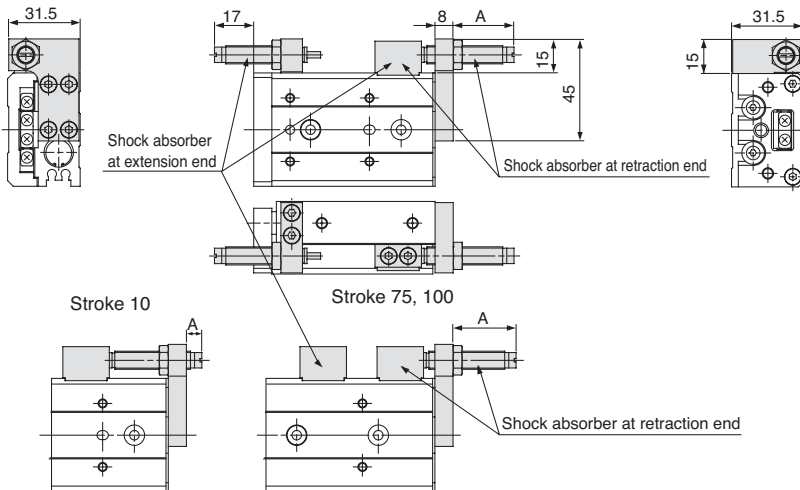 31.5
17
8
A
31.5
15
45
15
Shock absorber
at extension end
Shock absorber at retraction end
Stroke 10
Stroke 75, 100
A
A
Shock absorber at retraction end